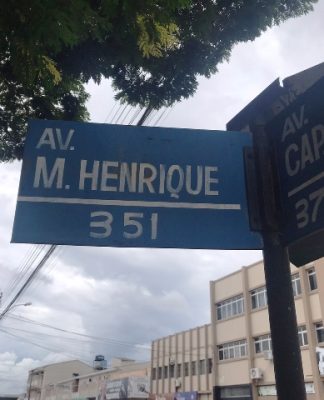 AV.
M. HENRIQUE
351
AV.
CAP
37